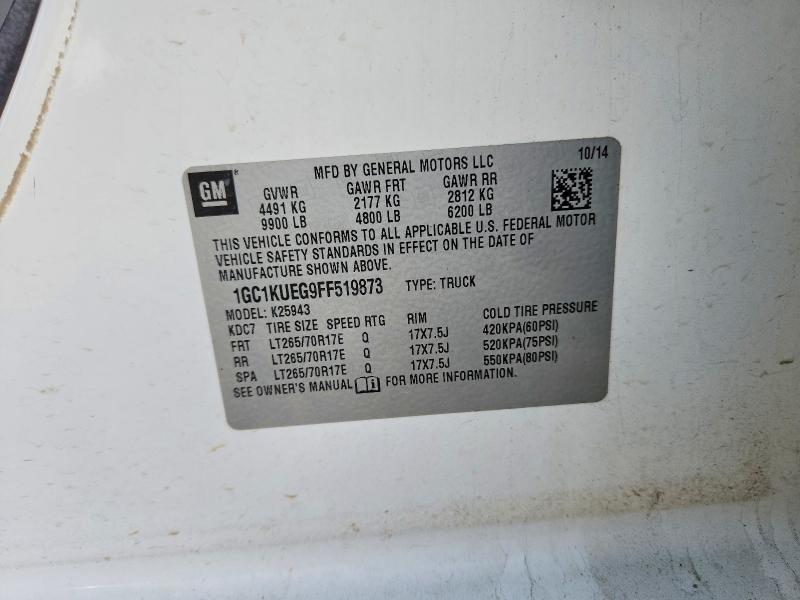 GM
MFD BY GENERAL MOTORS LLC 10/14
GVWR GAWR FRT GAWR RR
4491 KG 2177 KG 2812 KG
9900 LB 4800 LB 6200 LB
THIS VEHICLE CONFORMS TO ALL APPLICABLE U.S. FEDERAL MOTOR
VEHICLE SAFETY STANDARDS IN EFFECT ON THE DATE OF
MANUFACTURE SHOWN ABOVE.
1GC1KUEG9FF519873 TYPE: TRUCK
MODEL: K25943
KDC7 TIRE SIZE SPEED RTG RIM COLD TIRE PRESSURE
FRT LT265/70R17E Q 17X7.5J 420KPA(60PSI)
RR LT265/70R17E Q 17X7.5J 520KPA(75PSI)
SPA LT265/70R17E Q 17X7.5J 550KPA(80PSI)
SEE OWNER'S MANUAL FOR MORE INFORMATION.